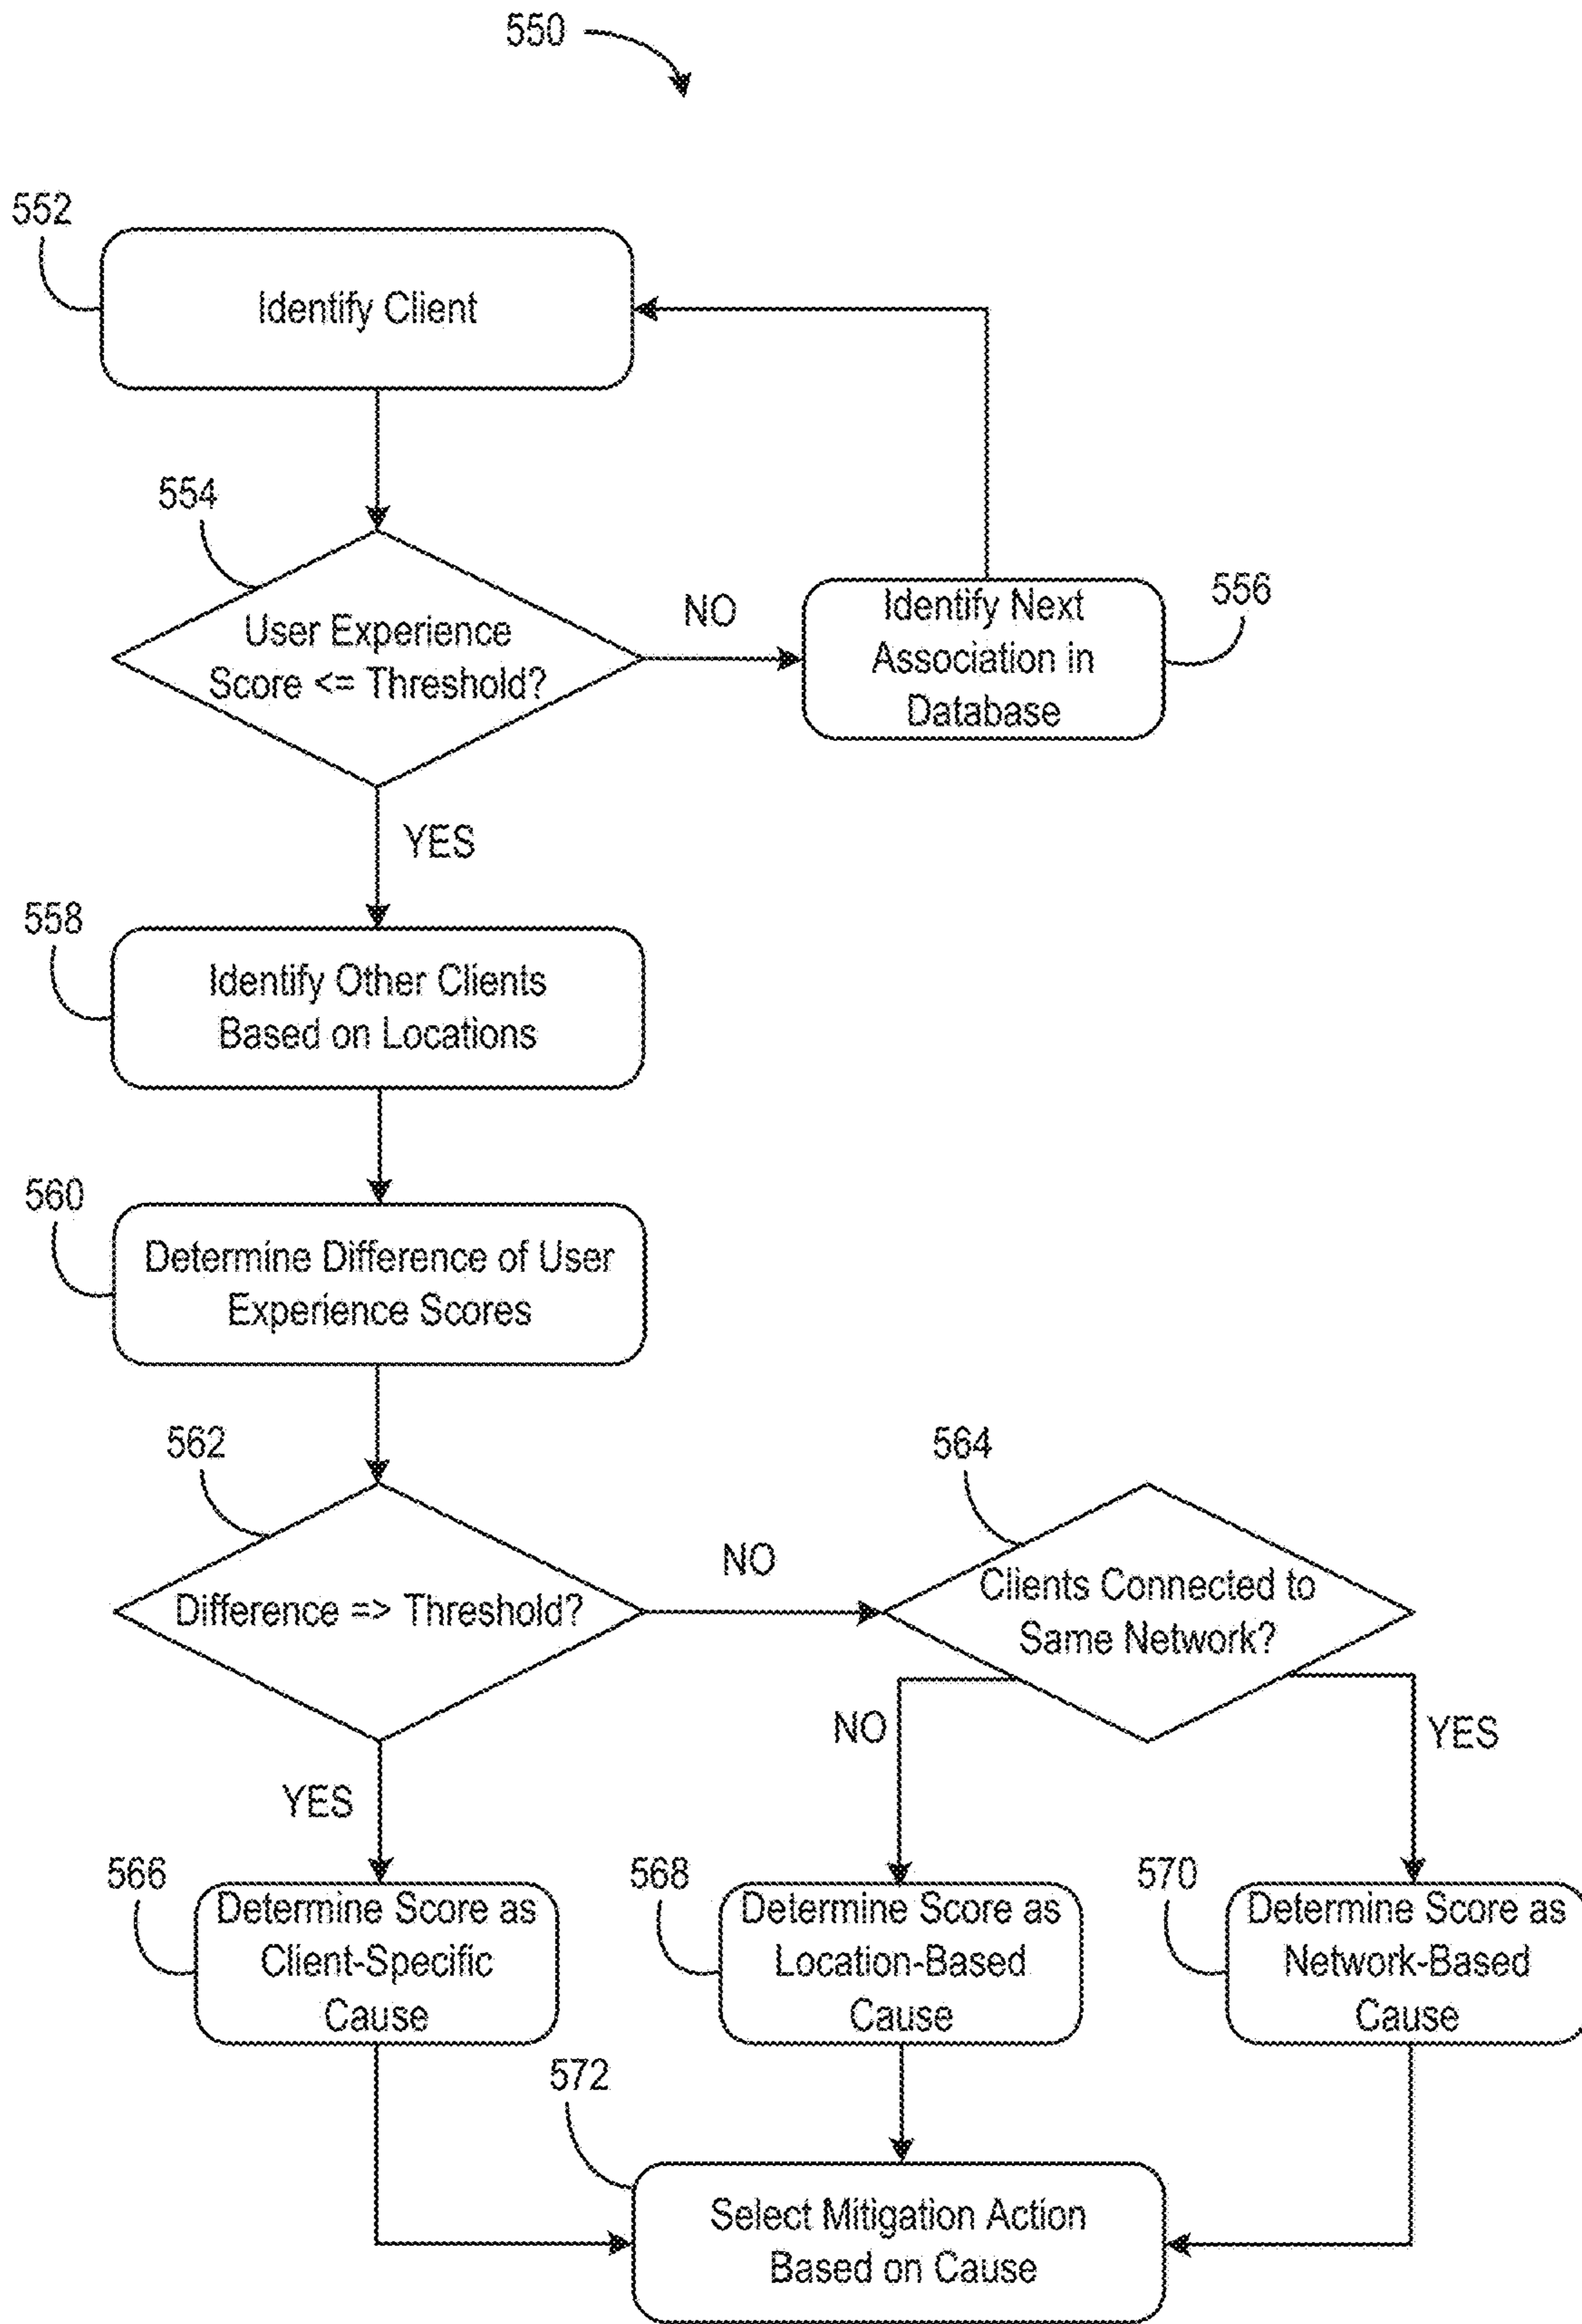 550
552
Identify Client
554
User Experience
Score <= Threshold?
NO
Identify Next
Association in
Database
556
YES
558
Identify Other Clients
Based on Locations
560
Determine Difference of User
Experience Scores
562
Difference => Threshold?
NO
564
Clients Connected to
Same Network?
NO
YES
YES
566
Determine Score as
Client-Specific
Cause
568
Determine Score as
Location-Based
Cause
570
Determine Score as
Network-Based
Cause
572
Select Mitigation Action
Based on Cause